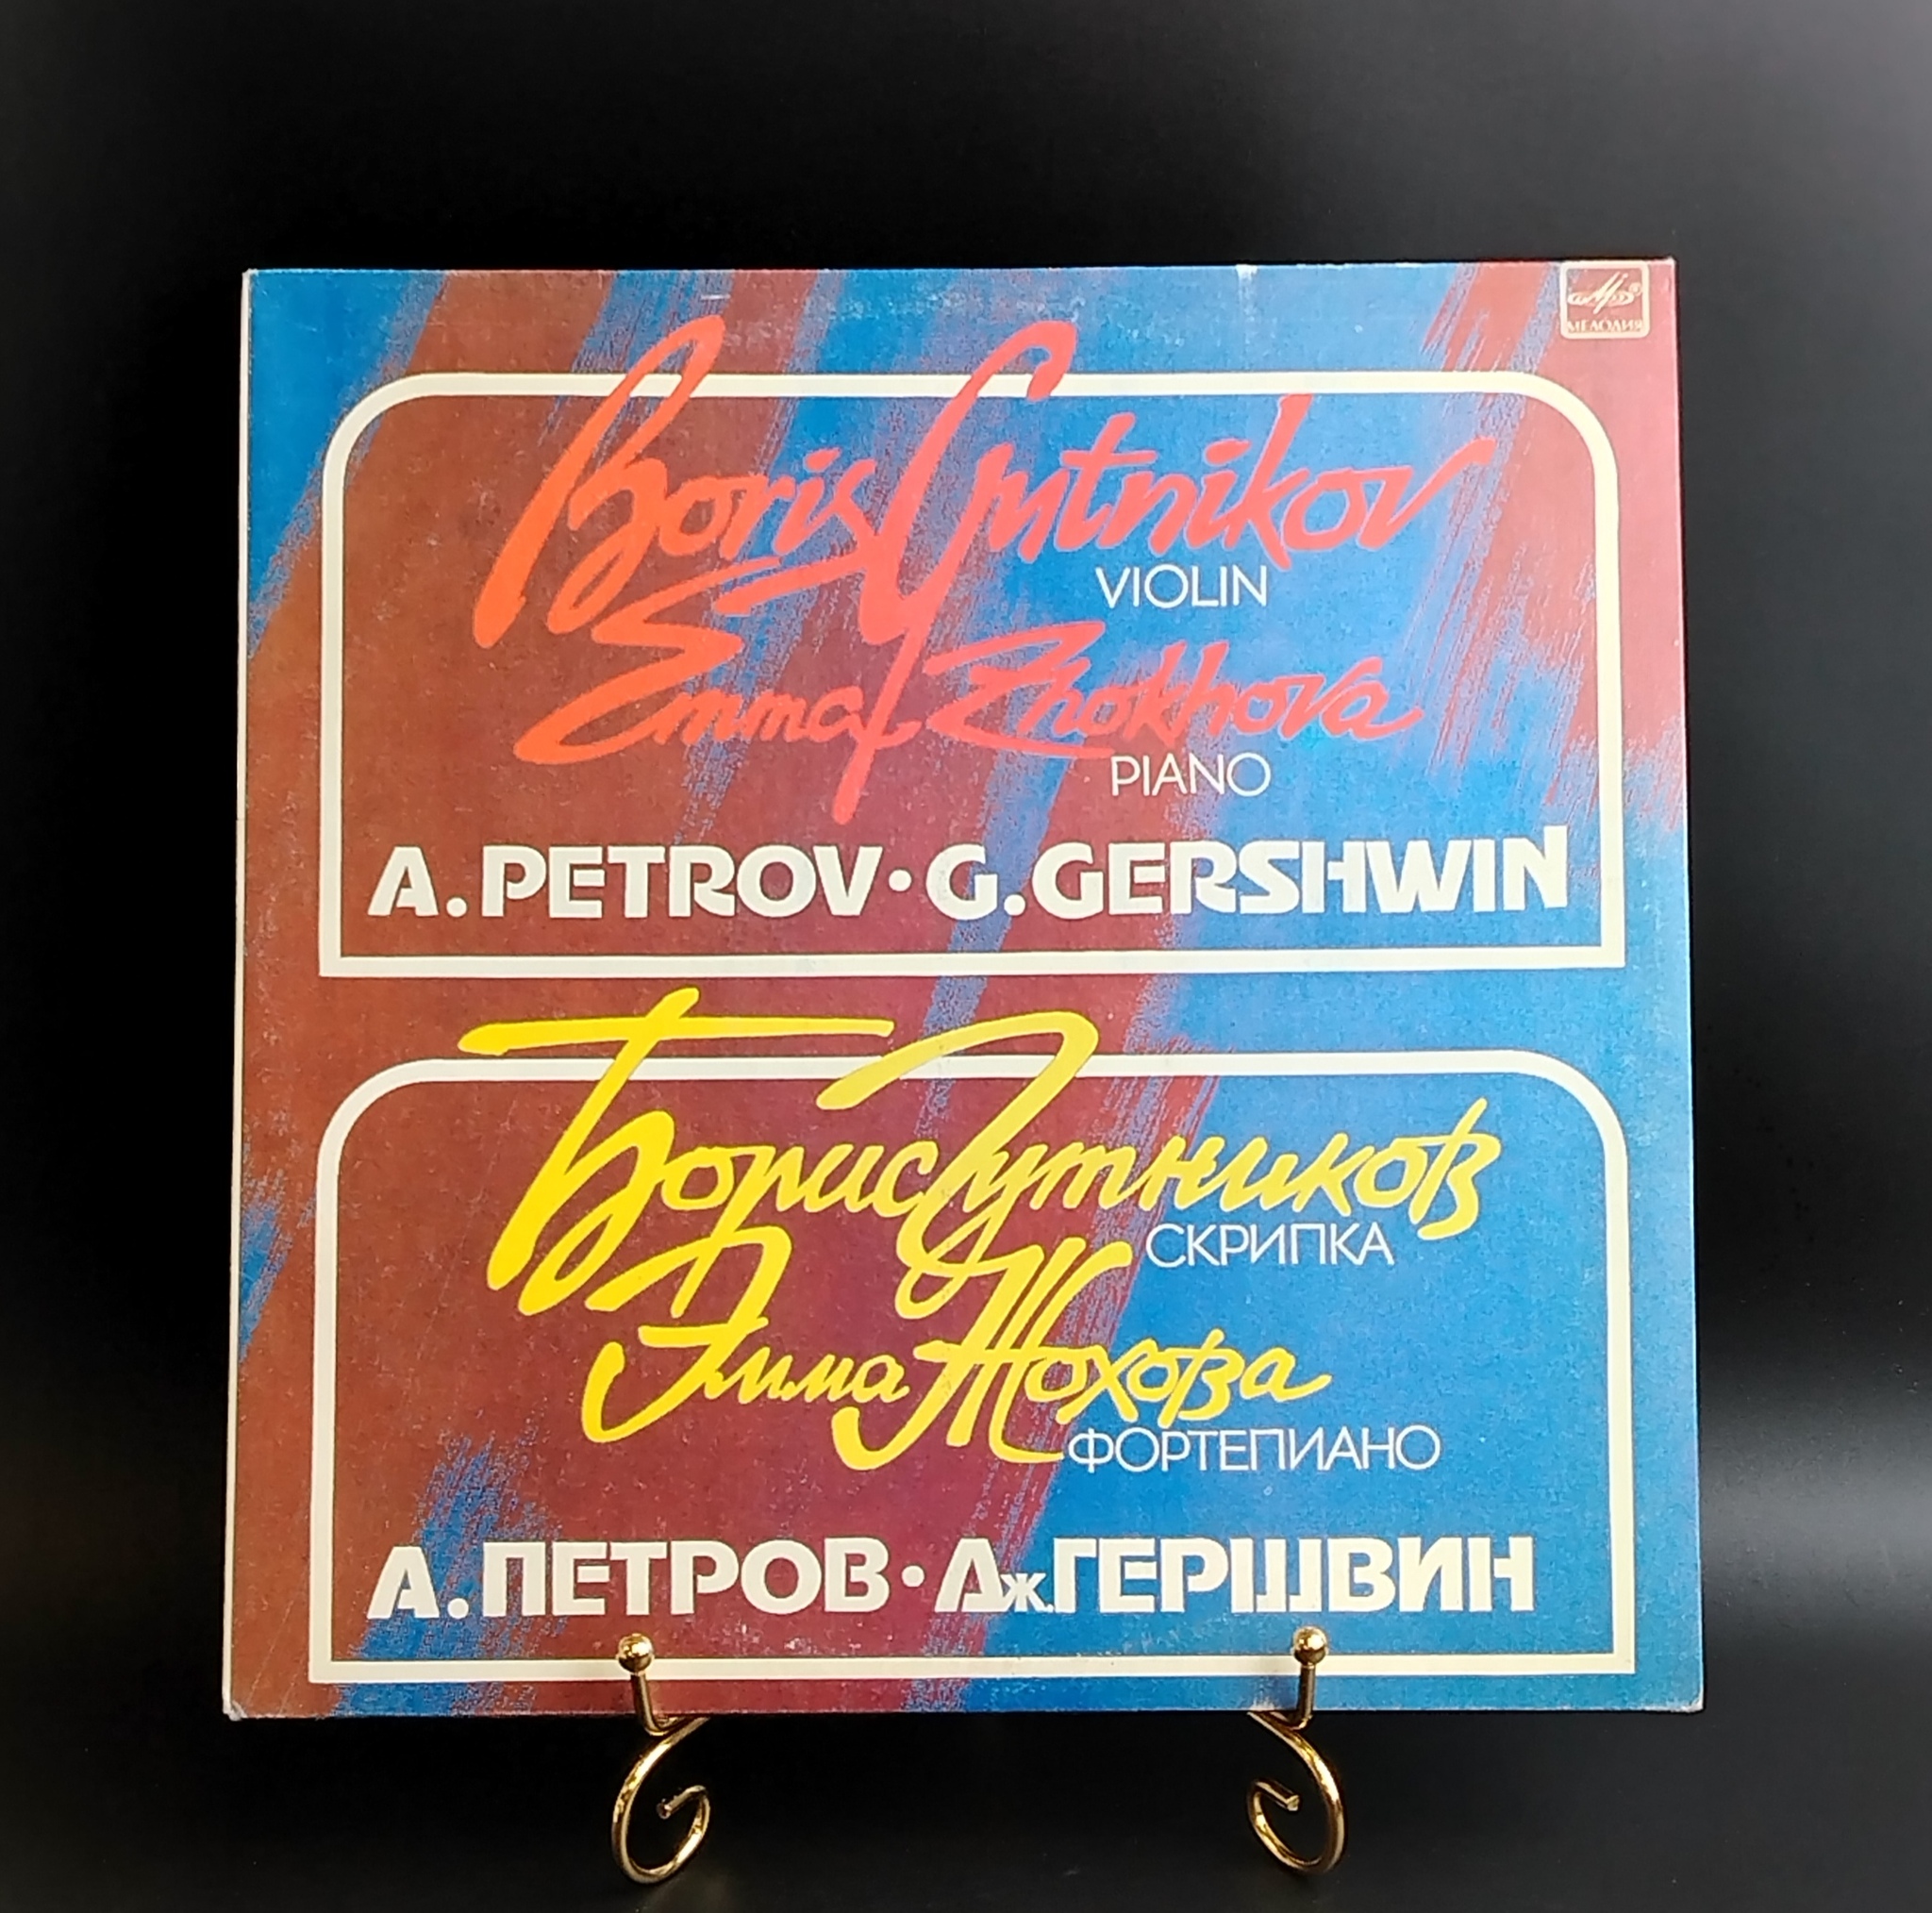 МЕЛОДИЯ
Boris Gutnikov
VIOLIN
Emma Zhokhova
PIANO
A. PETROV · G. GERSHWIN
Борис Гутников
СКРИПКА
Эмма Жохова
ФОРТЕПИАНО
А. ПЕТРОВ · Дж. ГЕРШВИН